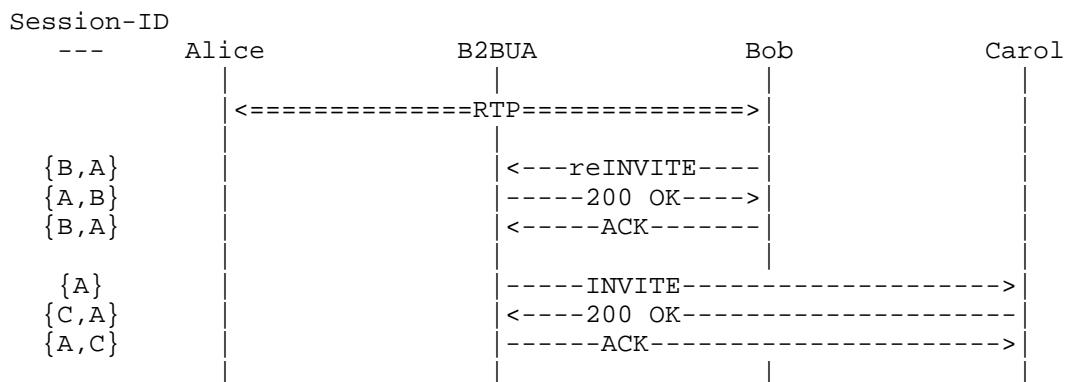 Session-ID
   ---      Alice            B2BUA             Bob            Carol
              |                |                |               |
              |<==============RTP==============>|               |
              |                |                |               |
   {B,A}      |                |<---reINVITE----|               |
   {A,B}      |                |-----200 OK---->|               |
   {B,A}      |                |<-----ACK-------|               |
              |                |                |               |
    {A}       |                |-----INVITE-------------------->|
   {C,A}      |                |<----200 OK---------------------|
   {A,C}      |                |------ACK---------------------->|
              |                |                |               |